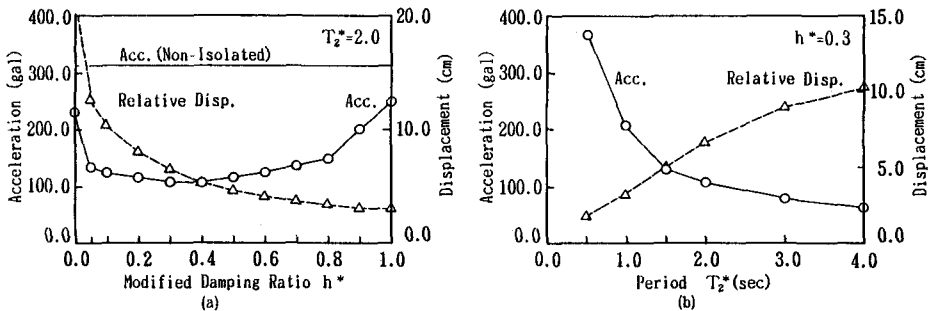 400.0
300.0
200.0
100.0
0.0
Acceleration (gal)
T₂*=2.0
Acc.(Non-Isolated)
Relative Disp.
Acc.
20.0
10.0
0.0
Displacement (cm)
0.0 0.2 0.4 0.6 0.8 1.0
Modified Damping Ratio h*
(a)
400.0
300.0
200.0
100.0
0.0
Acceleration (gal)
h*=0.3
Acc.
Relative Disp.
15.0
10.0
5.0
0.0
Displacement (cm)
0.0 1.0 2.0 3.0 4.0
Period T₂*(sec)
(b)